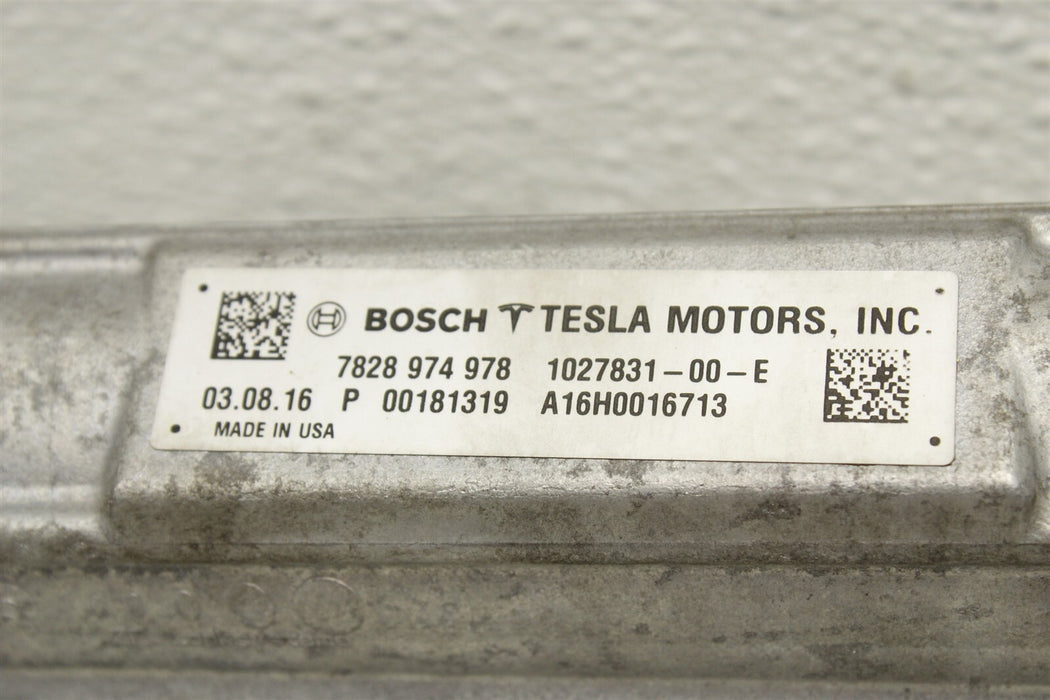 BOSCH TESLA MOTORS, INC.
7828 974 978 1027831-00-E
03.08.16 P 00181319 A16H0016713
MADE IN USA